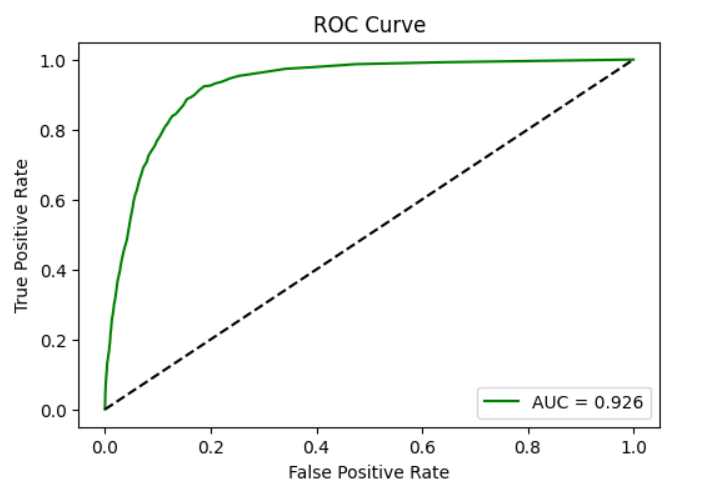 ROC Curve
True Positive Rate
1.0
0.8
0.6
0.4
0.2
0.0
AUC = 0.926
0.0 0.2 0.4 0.6 0.8 1.0
False Positive Rate